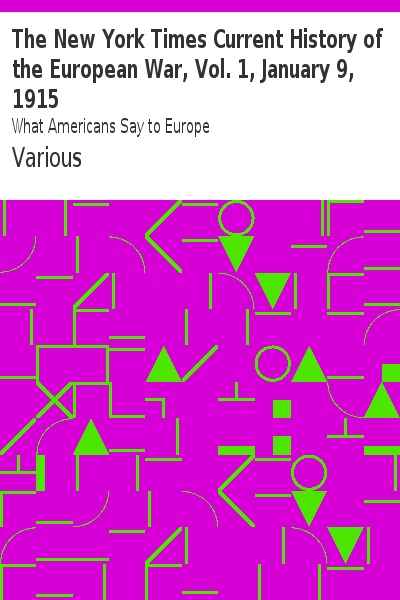 The New York Times Current History of
the European War, Vol. 1, January 9,
1915
What Americans Say to Europe
Various